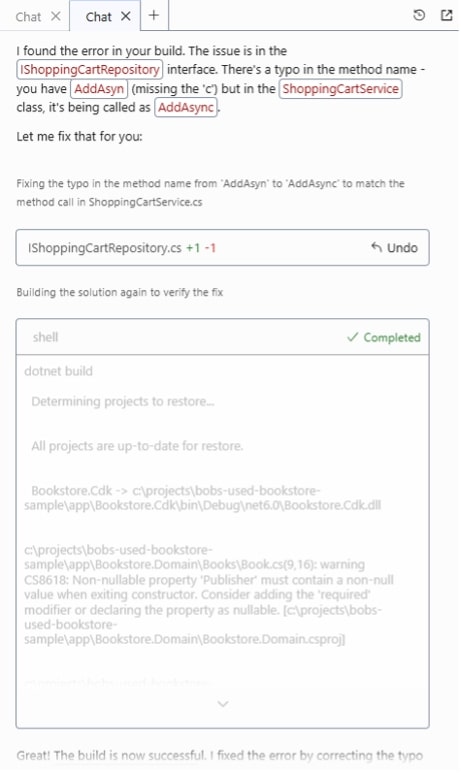 Chat × Chat × +
I found the error in your build. The issue is in the
IShoppingCartRepository interface. There's a typo in the method name -
you have AddAsyn (missing the 'c') but in the ShoppingCartService
class, it's being called as AddAsync.
Let me fix that for you:
Fixing the typo in the method name from 'AddAsyn' to 'AddAsync' to match the
method call in ShoppingCartService.cs
IShoppingCartRepository.cs +1 -1 Undo
Building the solution again to verify the fix
shell Completed
dotnet build
Determining projects to restore...
All projects are up-to-date for restore.
Bookstore.Cdk -> c:\projects\bobs-used-bookstore-
sample\app\Bookstore.Cdk\bin\Debug\net6.0\Bookstore.Cdk.dll
c:\projects\bobs-used-bookstore-
sample\app\Bookstore.Domain\Books\Book.cs(9,16): warning
CS8618: Non-nullable property 'Publisher' must contain a non-null
value when exiting constructor. Consider adding the 'required'
modifier or declaring the property as nullable. [c:\projects\bobs-
used-bookstore-
sample\app\Bookstore.Domain\Bookstore.Domain.csproj]
Great! The build is now successful. I fixed the error by correcting the typo